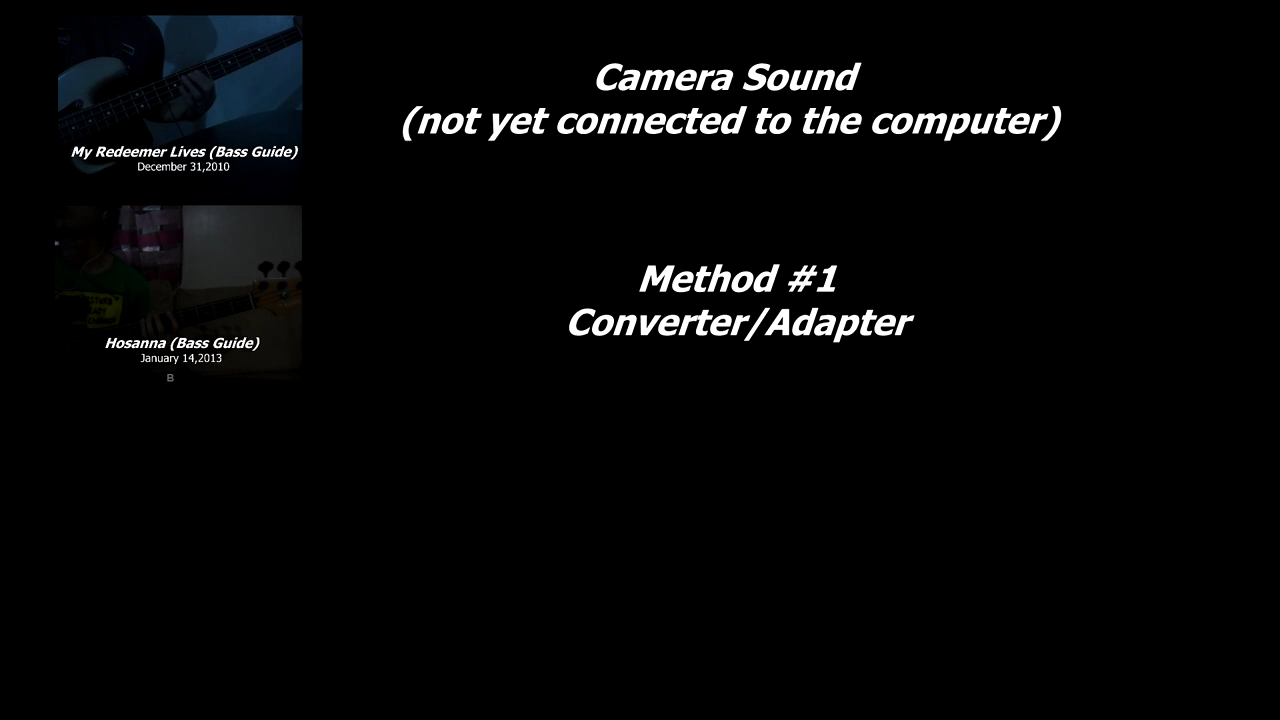 My Redeemer Lives (Bass Guide)
December 31,2010
Camera Sound
(not yet connected to the computer)
Hosanna (Bass Guide)
January 14,2013
B
Method #1
Converter/Adapter